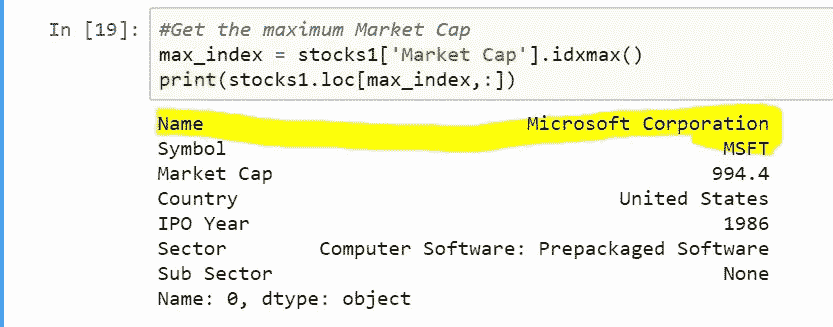 In [19]: #Get the maximum Market Cap
max_index = stocks1['Market Cap'].idxmax()
print(stocks1.loc[max_index,:])
Name Microsoft Corporation
Symbol MSFT
Market Cap 994.4
Country United States
IPO Year 1986
Sector Computer Software: Prepackaged Software
Sub Sector None
Name: 0, dtype: object